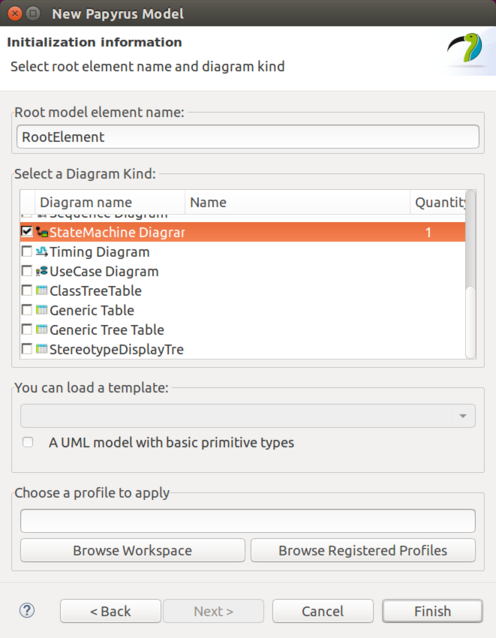 New Papyrus Model
Initialization information
Select root element name and diagram kind
Root model element name:
RootElement
Select a Diagram Kind:
Diagram name Name Quantity
Sequence Diagram
StateMachine Diagrar 1
Timing Diagram
UseCase Diagram
ClassTreeTable
Generic Table
Generic Tree Table
StereotypeDisplayTre
You can load a template:
A UML model with basic primitive types
Choose a profile to apply
Browse Workspace Browse Registered Profiles
? < Back Next > Cancel Finish